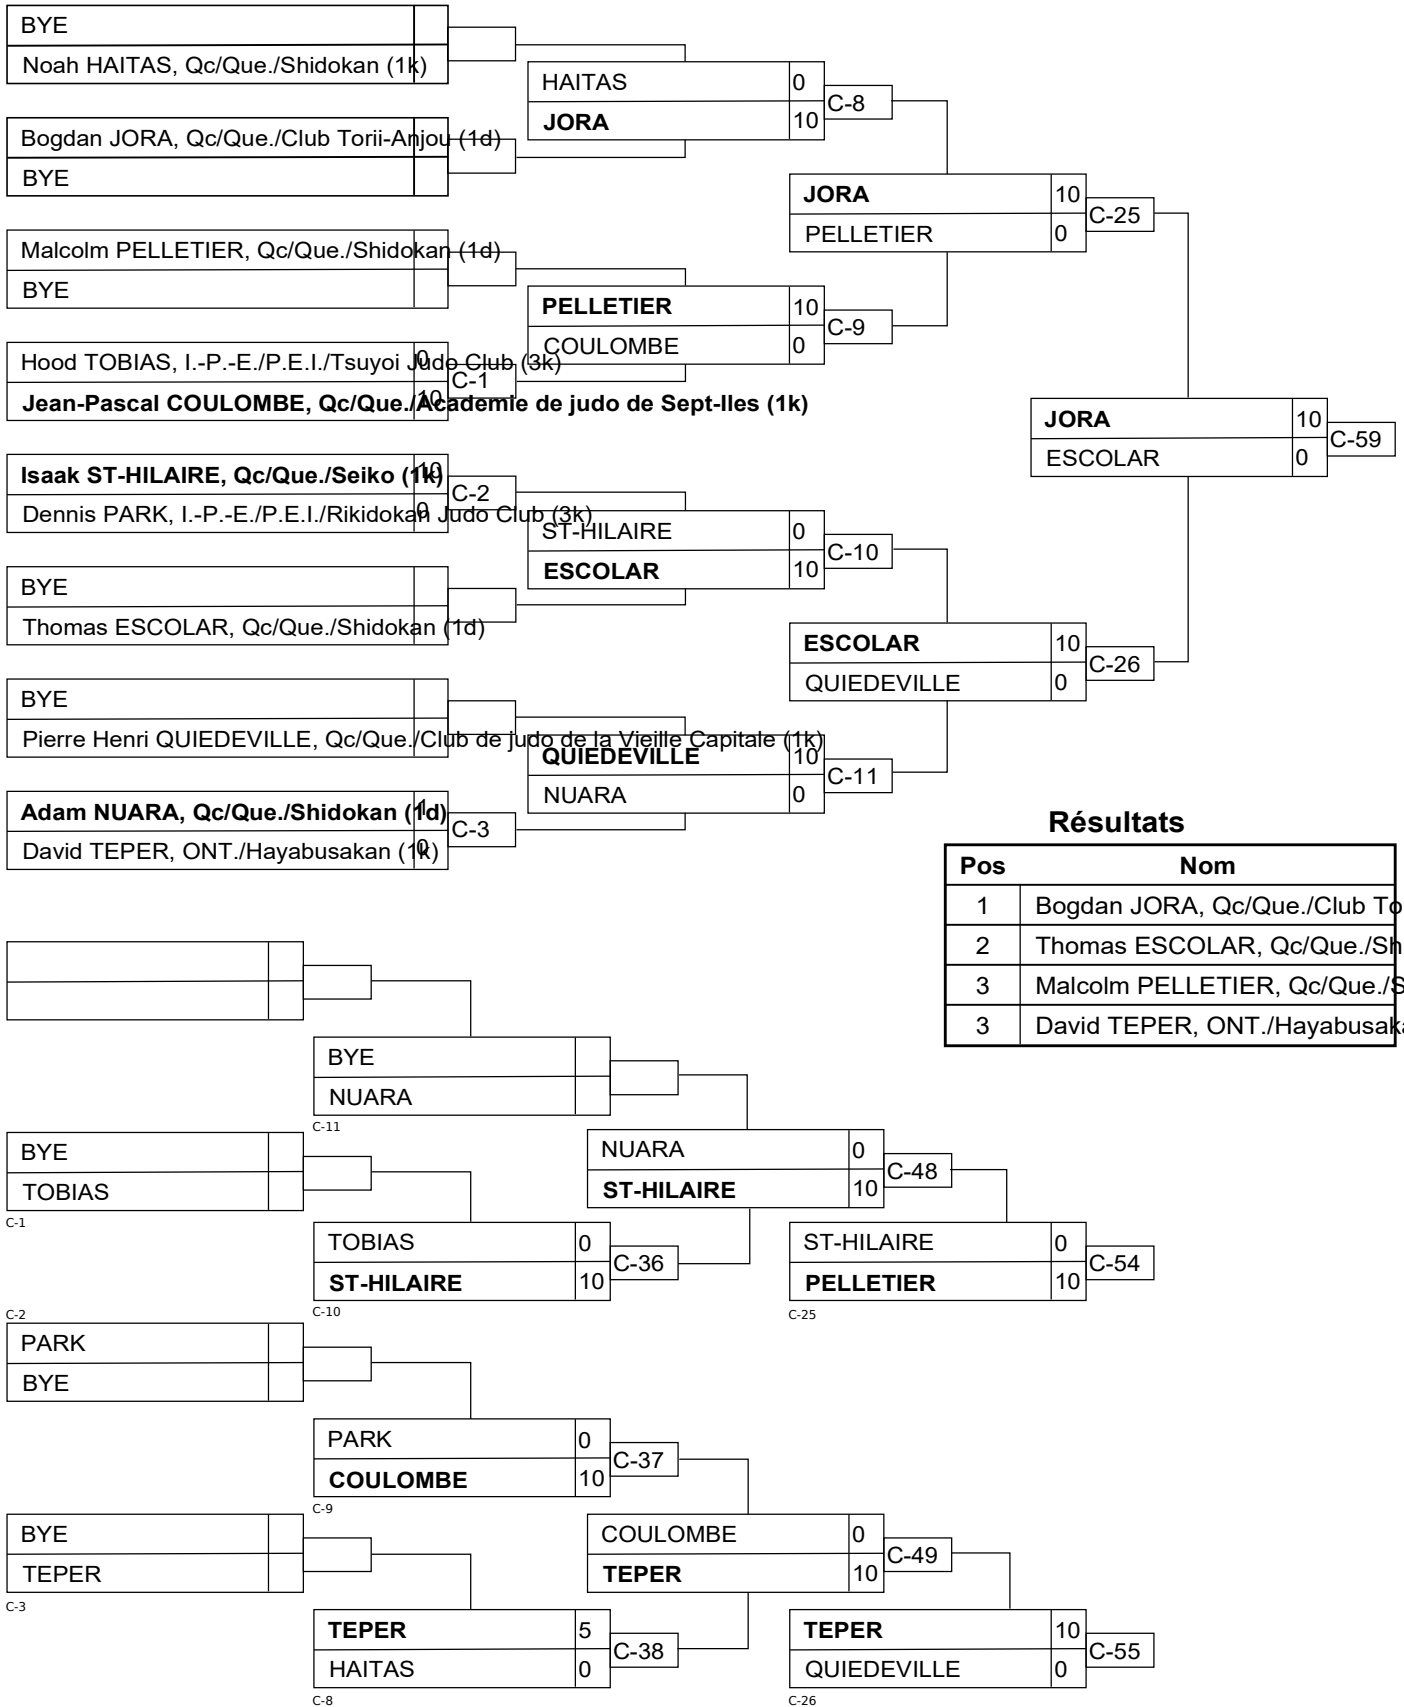 BYE
Noah HAITAS, Qc/Que./Shidokan (1k)
HAITAS 0
JORA 10
C-8
Bogdan JORA, Qc/Que./Club Torii-Anjou (1d)
BYE
JORA 10
PELLETIER 0
C-25
Malcolm PELLETIER, Qc/Que./Shidokan (1d)
BYE
PELLETIER 10
COULOMBE 0
C-9
Hood TOBIAS, I.-P.-E./P.E.I./Tsuyoi Judo Club (3k) 0
Jean-Pascal COULOMBE, Qc/Que./Academie de judo de Sept-Iles (1k) 10
C-1
JORA 10
ESCOLAR 0
C-59
Isaak ST-HILAIRE, Qc/Que./Seiko (1k) 10
Dennis PARK, I.-P.-E./P.E.I./Rikidokan Judo Club (3k) 0
C-2
ST-HILAIRE 0
ESCOLAR 10
C-10
BYE
Thomas ESCOLAR, Qc/Que./Shidokan (1d)
ESCOLAR 10
QUIEDEVILLE 0
C-26
BYE
Pierre Henri QUIEDEVILLE, Qc/Que./Club de judo de la Vieille Capitale (1k)
QUIEDEVILLE 10
NUARA 0
C-11
Adam NUARA, Qc/Que./Shidokan (1d) 1
David TEPER, ONT./Hayabusakan (1k) 0
C-3
Résultats
Pos Nom
1 Bogdan JORA, Qc/Que./Club To
2 Thomas ESCOLAR, Qc/Que./Sh
3 Malcolm PELLETIER, Qc/Que./S
3 David TEPER, ONT./Hayabusaka
BYE
NUARA
C-11
BYE
TOBIAS
C-1
NUARA 0
ST-HILAIRE 10
C-48
TOBIAS 0
ST-HILAIRE 10
C-36
C-10
ST-HILAIRE 0
PELLETIER 10
C-54
C-25
C-2
PARK
BYE
PARK 0
COULOMBE 10
C-37
C-9
BYE
TEPER
C-3
COULOMBE 0
TEPER 10
C-49
TEPER 5
HAITAS 0
C-38
C-8
TEPER 10
QUIEDEVILLE 0
C-55
C-26